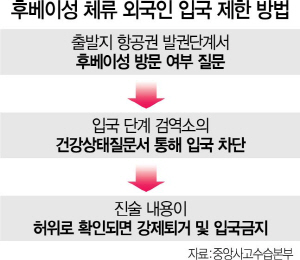 후베이성 체류 외국인 입국 제한 방법
출발지 항공권 발권단계서
후베이성 방문 여부 질문
입국 단계 검역소의
건강상태질문서 통해 입국 차단
진술 내용이
허위로 확인되면 강제퇴거 및 입국금지
자료:중앙사고수습본부